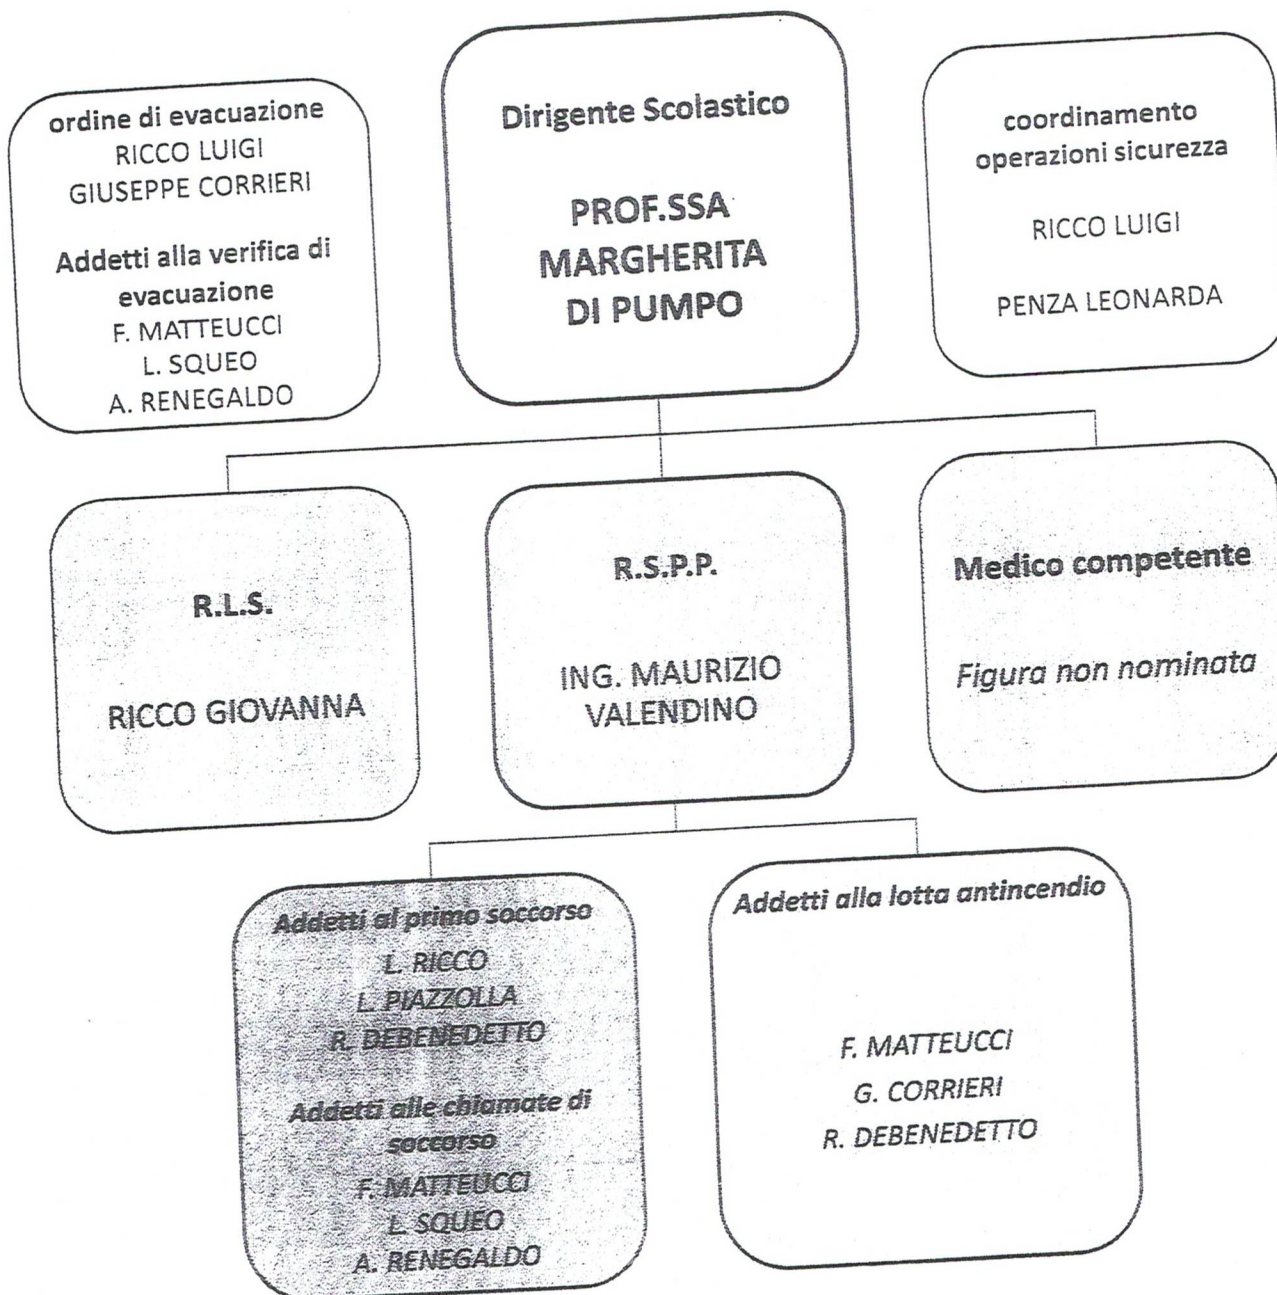 ordine di evacuazione
RICCO LUIGI
GIUSEPPE CORRIERI
Addetti alla verifica di
evacuazione
F. MATTEUCCI
L. SQUEO
A. RENEGALDO
Dirigente Scolastico
PROF.SSA
MARGHERITA
DI PUMPO
coordinamento
operazioni sicurezza
RICCO LUIGI
PENZA LEONARDA
R.L.S.
RICCO GIOVANNA
R.S.P.P.
ING. MAURIZIO
VALENDINO
Medico competente
Figura non nominata
Addetti al primo soccorso
L. RICCO
L. PIAZZOLLA
R. DEBENEDETTO
Addetti alle chiamate di
soccorso
F. MATTEUCCI
L. SQUEO
A. RENEGALDO
Addetti alla lotta antincendio
F. MATTEUCCI
G. CORRIERI
R. DEBENEDETTO